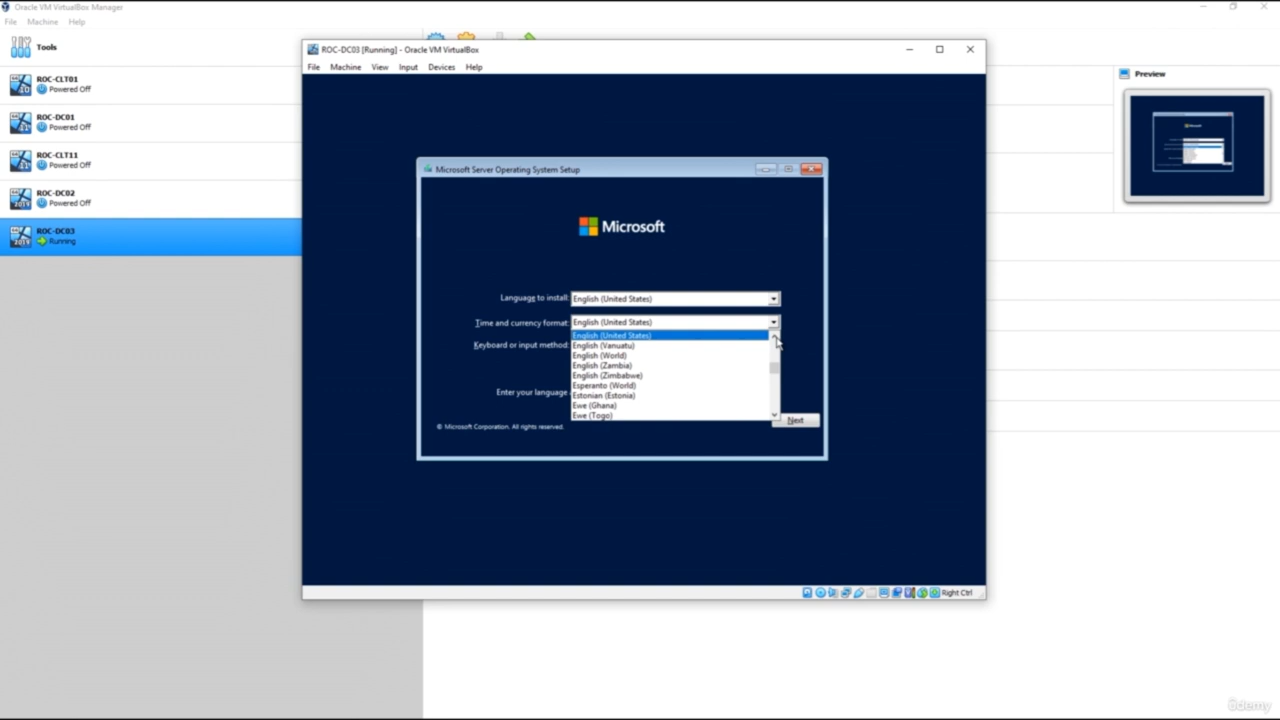 Oracle VM VirtualBox Manager
File Machine Help
Tools
ROC-CLT01
Powered Off
ROC-DC01
Powered Off
ROC-CLT11
Powered Off
ROC-DC02
Powered Off
ROC-DC03
Running
ROC-DC03 [Running] - Oracle VM VirtualBox
File Machine View Input Devices Help
Microsoft Server Operating System Setup
Microsoft
Language to install: English (United States)
Time and currency format: English (United States)
Keyboard or input method:
English (United States)
English (Vanuatu)
English (World)
English (Zambia)
English (Zimbabwe)
Esperanto (World)
Estonian (Estonia)
Ewe (Ghana)
Ewe (Togo)
Enter your language
Next
© Microsoft Corporation. All rights reserved.
Right Ctrl
Preview
Udemy